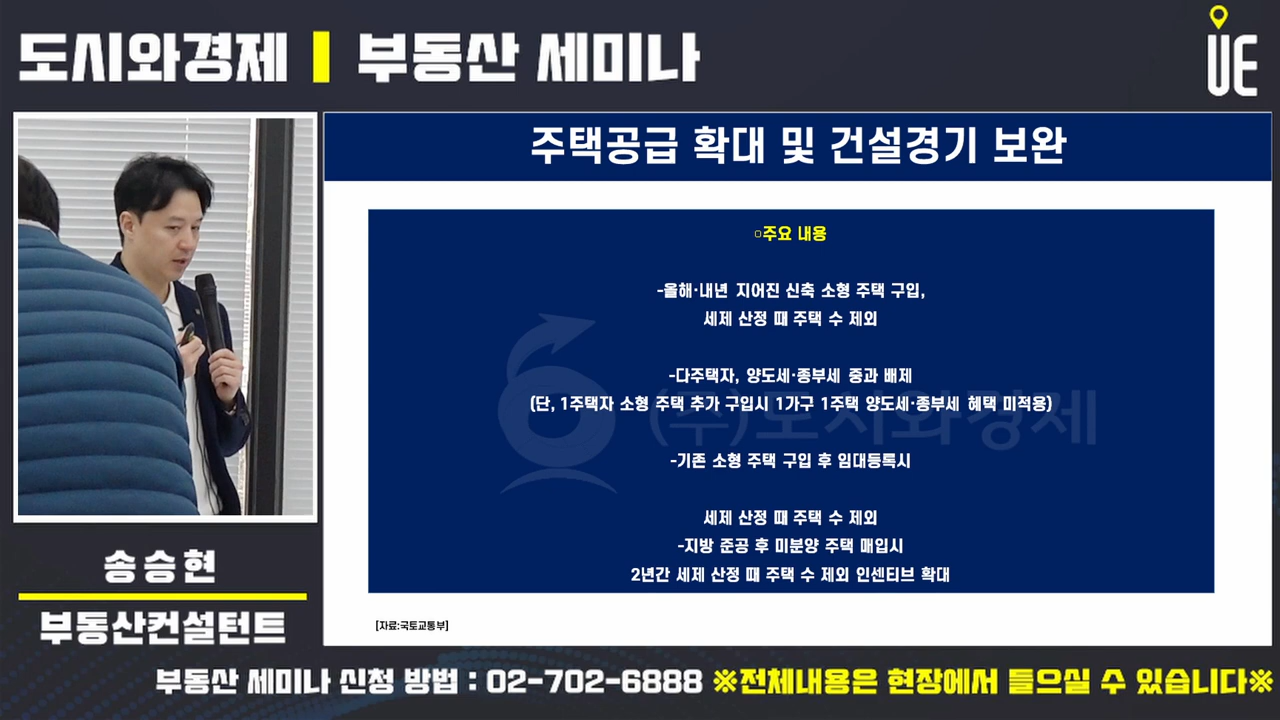 도시와경제 | 부동산 세미나
UE
주택공급 확대 및 건설경기 보완
▫주요 내용
-올해·내년 지어진 신축 소형 주택 구입,
세제 산정 때 주택 수 제외
-다주택자, 양도세·종부세 중과 배제
(단, 1주택자 소형 주택 추가 구입시 1가구 1주택 양도세·종부세 혜택 미적용)
(주)도시와경제
-기존 소형 주택 구입 후 임대등록시
세제 산정 때 주택 수 제외
-지방 준공 후 미분양 주택 매입시
2년간 세제 산정 때 주택 수 제외 인센티브 확대
[자료:국토교통부]
송승현
부동산컨설턴트
부동산 세미나 신청 방법 : 02-702-6888 ※전체내용은 현장에서 들으실 수 있습니다※